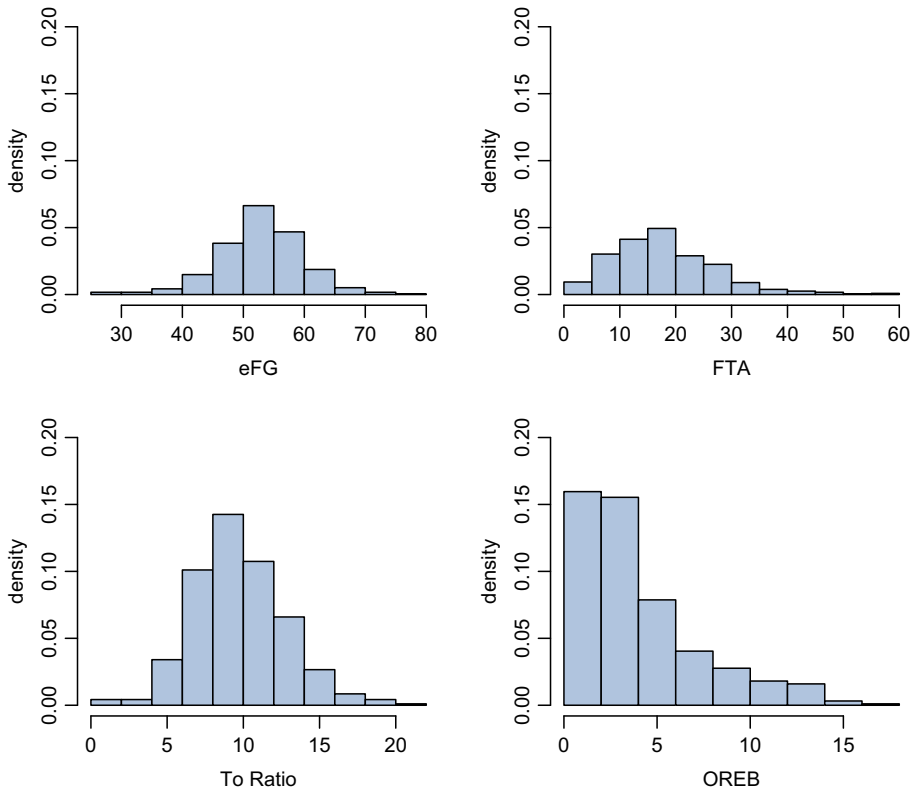 density
0.00 0.05 0.10 0.15 0.20
30 40 50 60 70 80
eFG
density
0.00 0.05 0.10 0.15 0.20
0 10 20 30 40 50 60
FTA
density
0.00 0.05 0.10 0.15 0.20
0 5 10 15 20
To Ratio
density
0.00 0.05 0.10 0.15 0.20
0 5 10 15
OREB